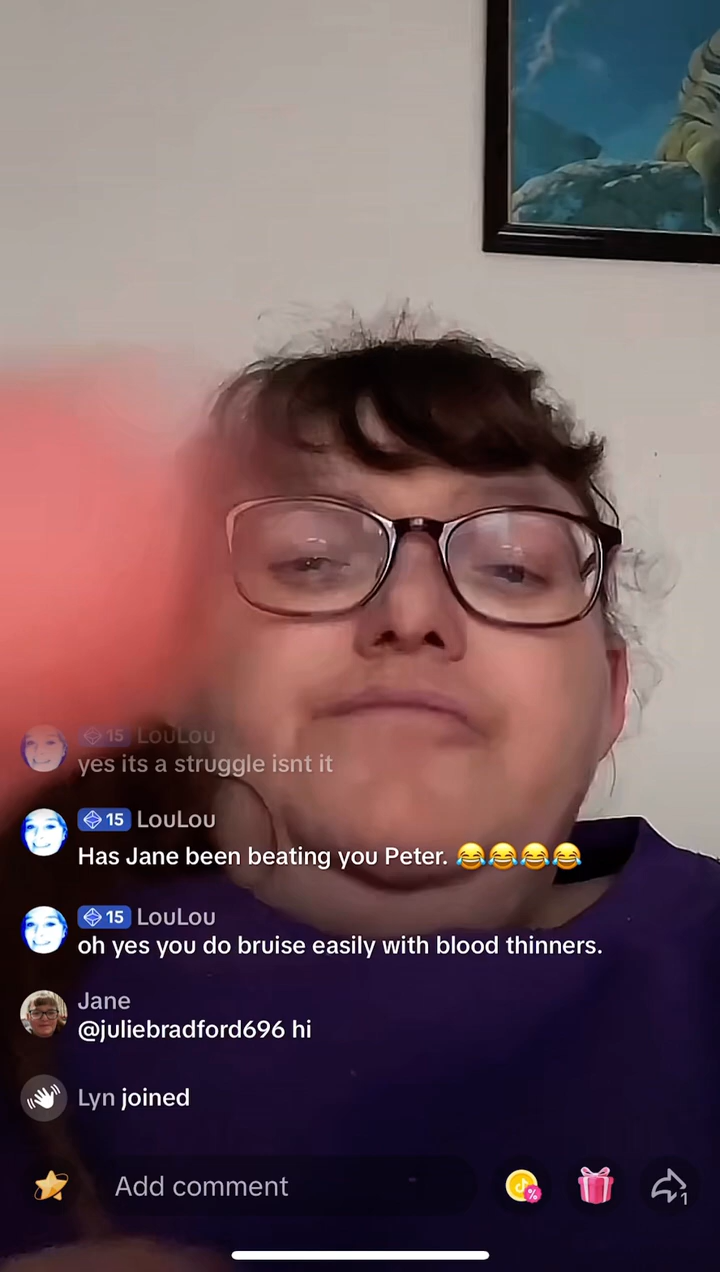 15 LouLou
yes its a struggle isnt it
15 LouLou
Has Jane been beating you Peter. 😂😂😂😂
15 LouLou
oh yes you do bruise easily with blood thinners.
Jane
@juliebradford696 hi
Lyn joined
Add comment
%
1